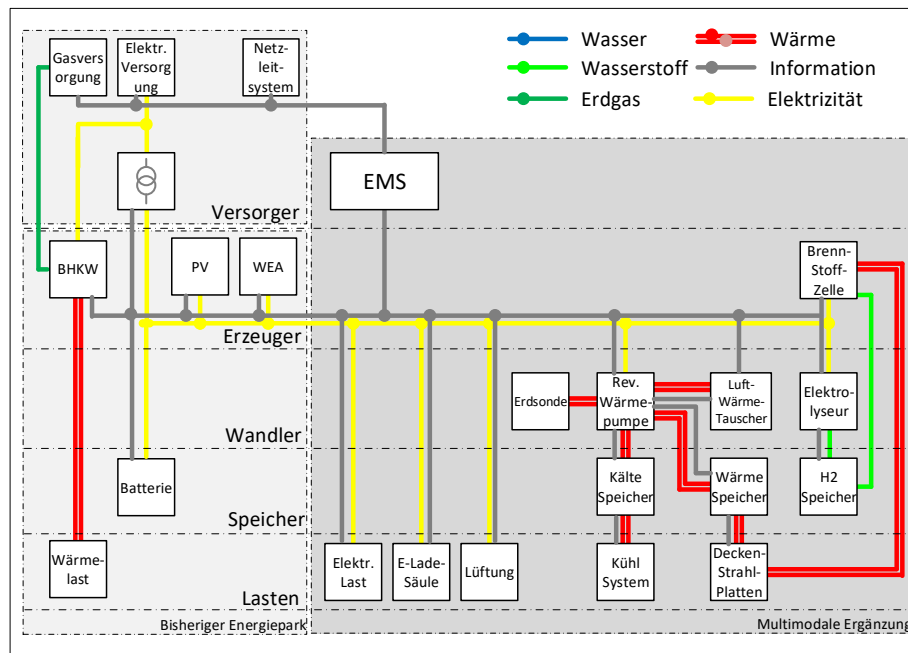 Gasvers
orgung
Elektr.
Versorg
ung
Netz-
leit-
system
Wasser
Wärme
Wasserstoff
Information
Erdgas
Elektrizität
EMS
Versorger
BHKW
PV
WEA
Brenn-
Stoff-
Zelle
Erzeuger
Erdsonde
Rev.
Wärme-
pumpe
Luft-
Wärme-
Tauscher
Elektro-
lyseur
Wandler
Batterie
Kälte
Speicher
Wärme
Speicher
H2
Speicher
Speicher
Wärme-
last
Elektr.
Last
E-Lade-
Säule
Lüftung
Kühl
System
Decken-
Strahl-
Platten
Lasten
Bisheriger Energiepark
Multimodale Ergänzung